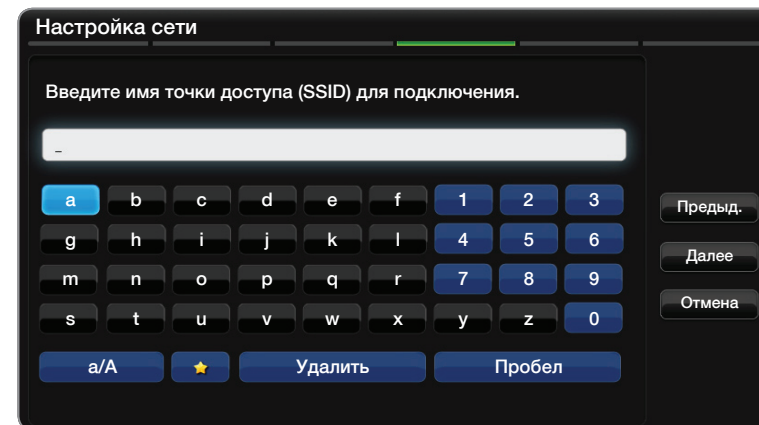 Настройка сети
Введите имя точки доступа (SSID) для подключения.
_
a b c d e f 1 2 3
g h i j k l 4 5 6
m n o p q r 7 8 9
s t u v w x y z 0
a/A Удалить Пробел
Предыд.
Далее
Отмена